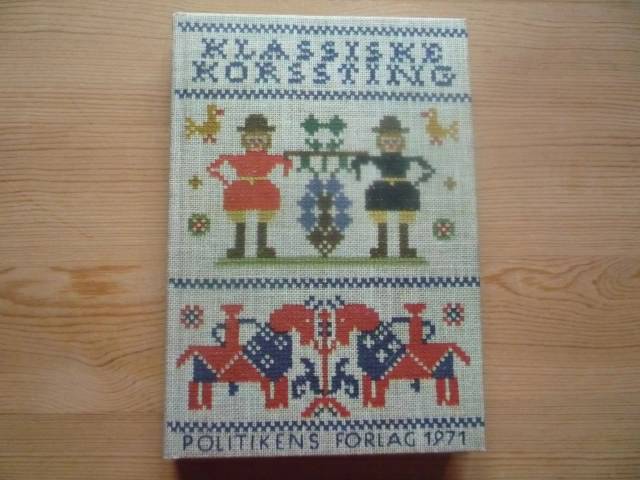 KLASSISKE
KORSSTING
POLITIKENS FORLAG 1971